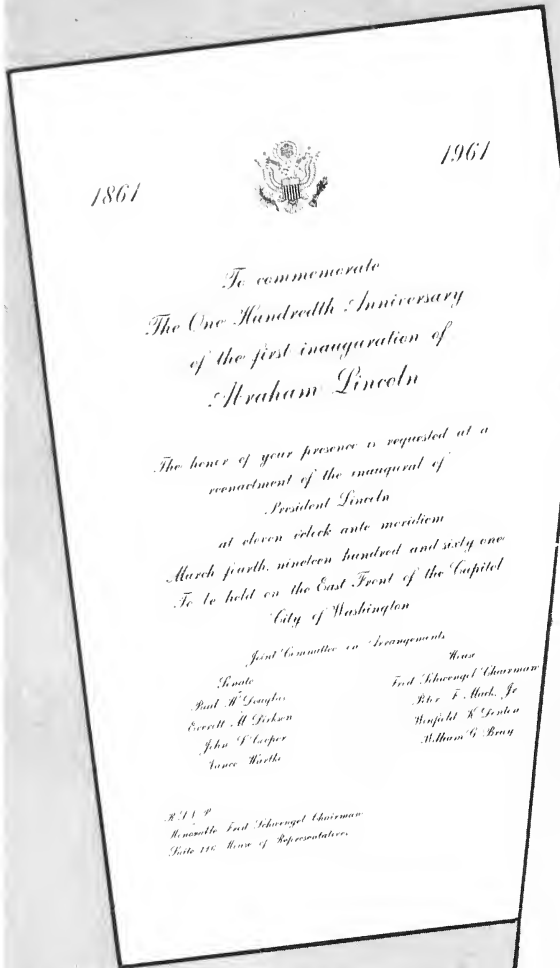 1861
1961
To commemorate
The One Hundredth Anniversary
of the first inauguration of
Abraham Lincoln
The honor of your presence is requested at a
reenactment of the inaugural of
President Lincoln
at eleven o'clock ante meridiem
March fourth, nineteen hundred and sixty one
To be held on the East Front of the Capitol
City of Washington
Joint Committee on Arrangements
Senate
Paul H Douglas
Everett M Dirksen
John S Cooper
Vance Hartke
House
Fred Schwengel Chairman
Peter F. Mack, Jr
Winfield K Denton
William G Bray
R.S.V.P.
Honorable Fred Schwengel Chairman
Suite House of Representatives